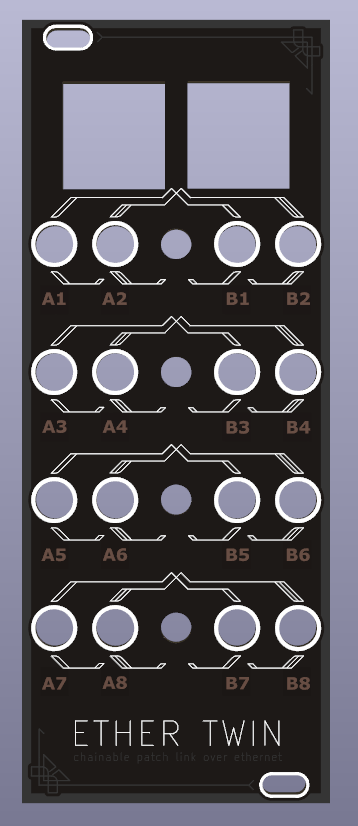 A1 A2 B1 B2
A3 A4 B3 B4
A5 A6 B5 B6
A7 A8 B7 B8
ETHER TWIN
chainable patch link over ethernet